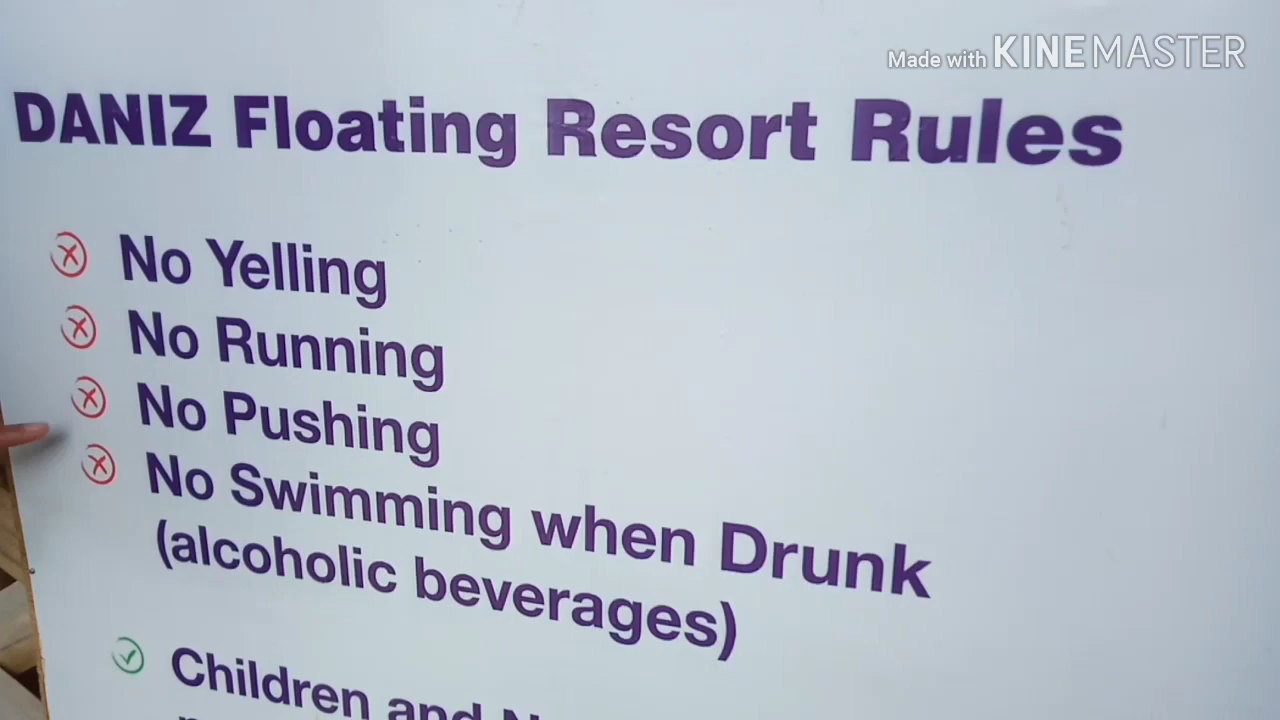 Made with KINEMASTER
DANIZ Floating Resort Rules
No Yelling
No Running
No Pushing
No Swimming when Drunk
(alcoholic beverages)
Children and